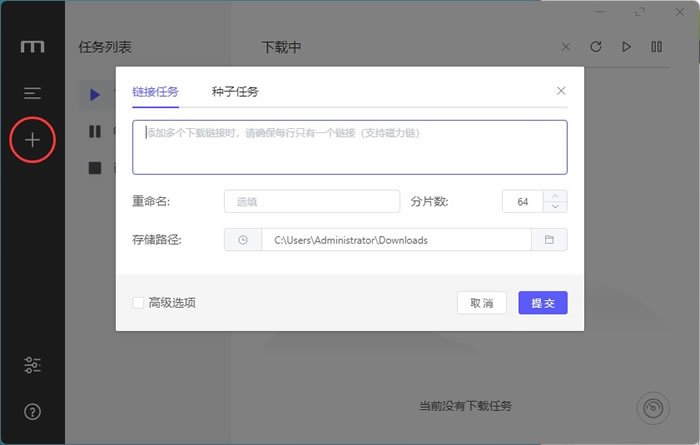 m
任务列表
下载中
链接任务
种子任务
添加多个下载链接时，请确保每行只有一个链接（支持磁力链）
重命名:
选填
分片数:
64
存储路径:
C:\Users\Administrator\Downloads
高级选项
取消
提交
当前没有下载任务